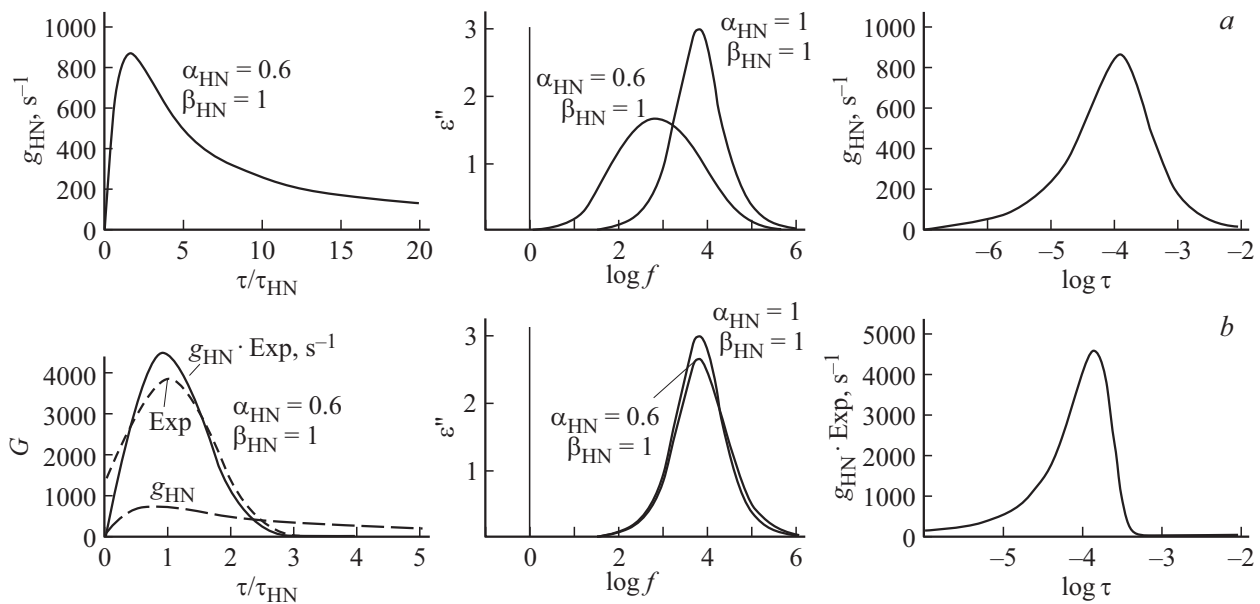 1000
800
600
400
200
0
g_HN, s⁻¹
α_HN = 0.6
β_HN = 1
0 5 10 15 20
τ/τ_HN
3
2
1
ε"
α_HN = 1
β_HN = 1
α_HN = 0.6
β_HN = 1
0 2 4 6
log f
a
1000
800
600
400
200
0
g_HN, s⁻¹
−6 −5 −4 −3 −2
log τ
4000
3000
2000
1000
0
G
g_HN · Exp, s⁻¹
Exp
α_HN = 0.6
β_HN = 1
g_HN
0 1 2 3 4 5
τ/τ_HN
3
2
1
ε"
α_HN = 1
β_HN = 1
α_HN = 0.6
β_HN = 1
0 2 4 6
log f
b
5000
4000
3000
2000
1000
0
g_HN · Exp, s⁻¹
−5 −4 −3 −2
log τ